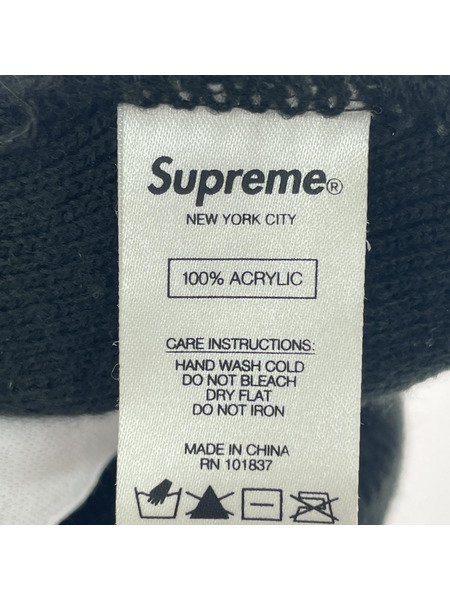 Supreme®
NEW YORK CITY
100% ACRYLIC
CARE INSTRUCTIONS:
HAND WASH COLD
DO NOT BLEACH
DRY FLAT
DO NOT IRON
MADE IN CHINA
RN 101837